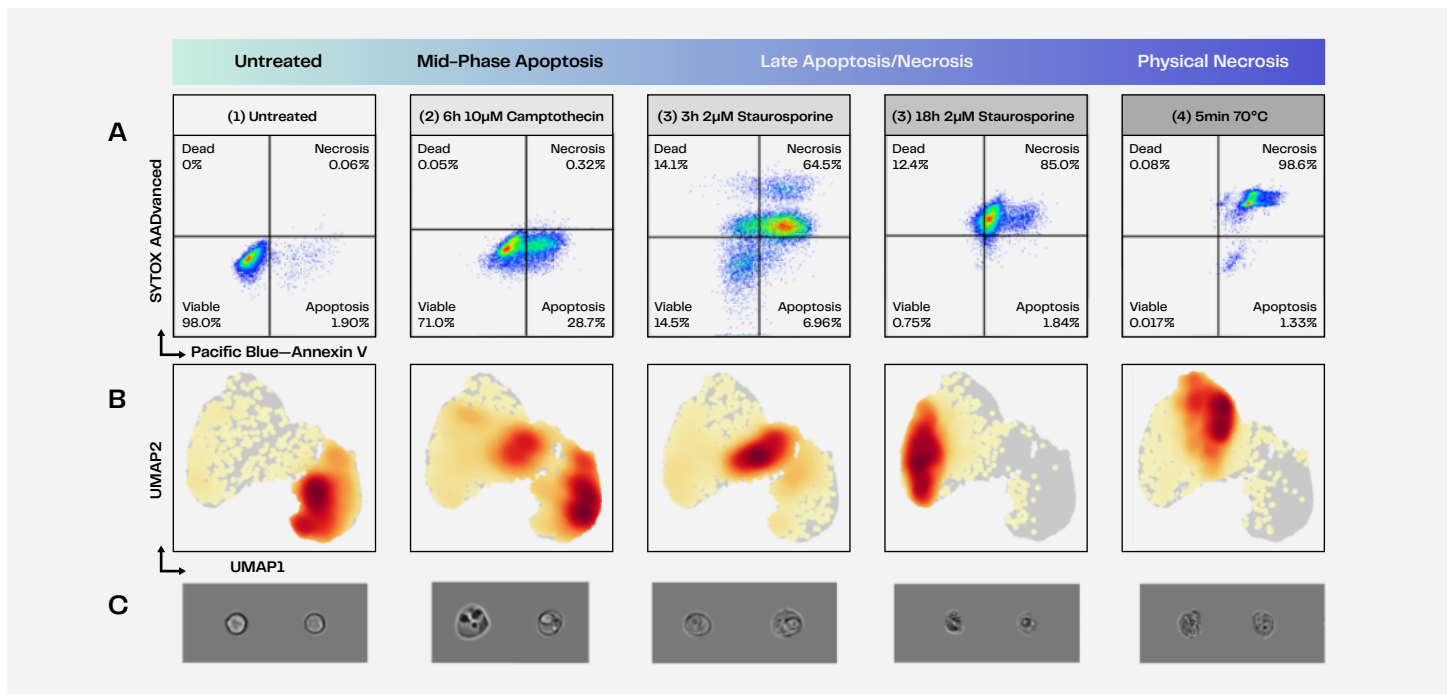 Untreated
Mid-Phase Apoptosis
Late Apoptosis/Necrosis
Physical Necrosis
A
(1) Untreated
(2) 6h 10µM Camptothecin
(3) 3h 2µM Staurosporine
(3) 18h 2µM Staurosporine
(4) 5min 70°C
SYTOX AADvanced
Dead
0%
Necrosis
0.06%
Viable
98.0%
Apoptosis
1.90%
Dead
0.05%
Necrosis
0.32%
Viable
71.0%
Apoptosis
28.7%
Dead
14.1%
Necrosis
64.5%
Viable
14.5%
Apoptosis
6.96%
Dead
12.4%
Necrosis
85.0%
Viable
0.75%
Apoptosis
1.84%
Dead
0.08%
Necrosis
98.6%
Viable
0.017%
Apoptosis
1.33%
Pacific Blue—Annexin V
B
UMAP2
UMAP1
C